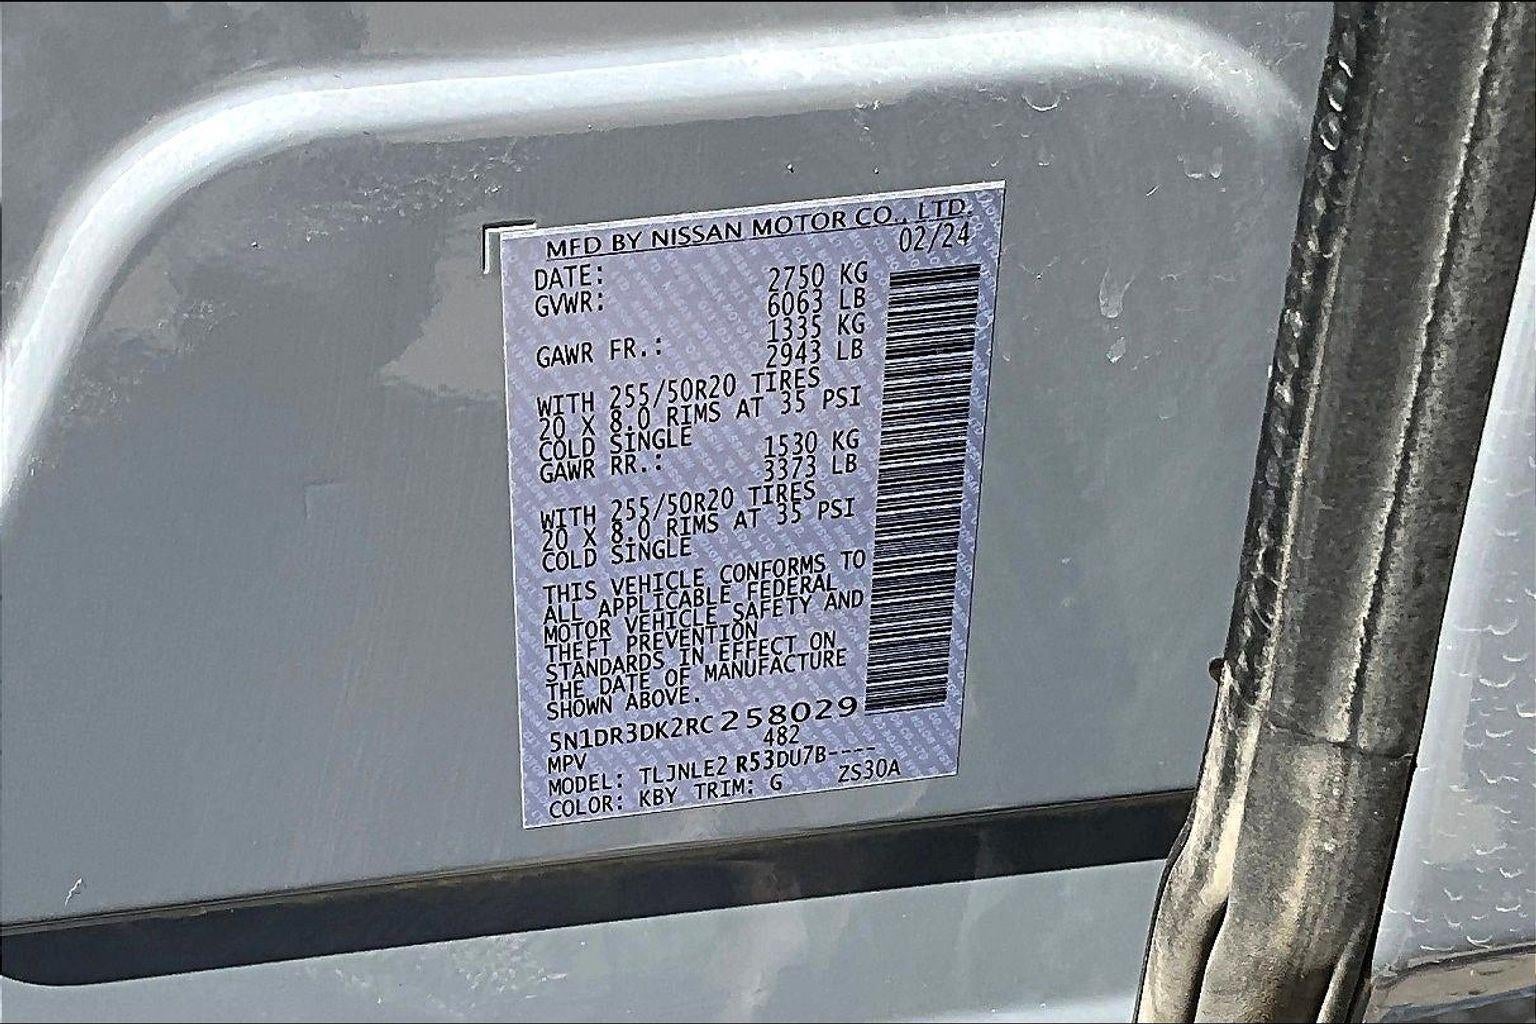 MFD BY NISSAN MOTOR CO., LTD.
DATE: 02/24
GVWR: 2750 KG
6063 LB
GAWR FR.: 1335 KG
2943 LB
WITH 255/50R20 TIRES
20 X 8.0 RIMS AT 35 PSI
COLD SINGLE
GAWR RR.: 1530 KG
3373 LB
WITH 255/50R20 TIRES
20 X 8.0 RIMS AT 35 PSI
COLD SINGLE
THIS VEHICLE CONFORMS TO
ALL APPLICABLE FEDERAL
MOTOR VEHICLE SAFETY AND
THEFT PREVENTION
STANDARDS IN EFFECT ON
THE DATE OF MANUFACTURE
SHOWN ABOVE.
5N1DR3DK2RC258029
MPV 482
MODEL: TLJNLE2 R53DU7B----
COLOR: KBY TRIM: G ZS30A